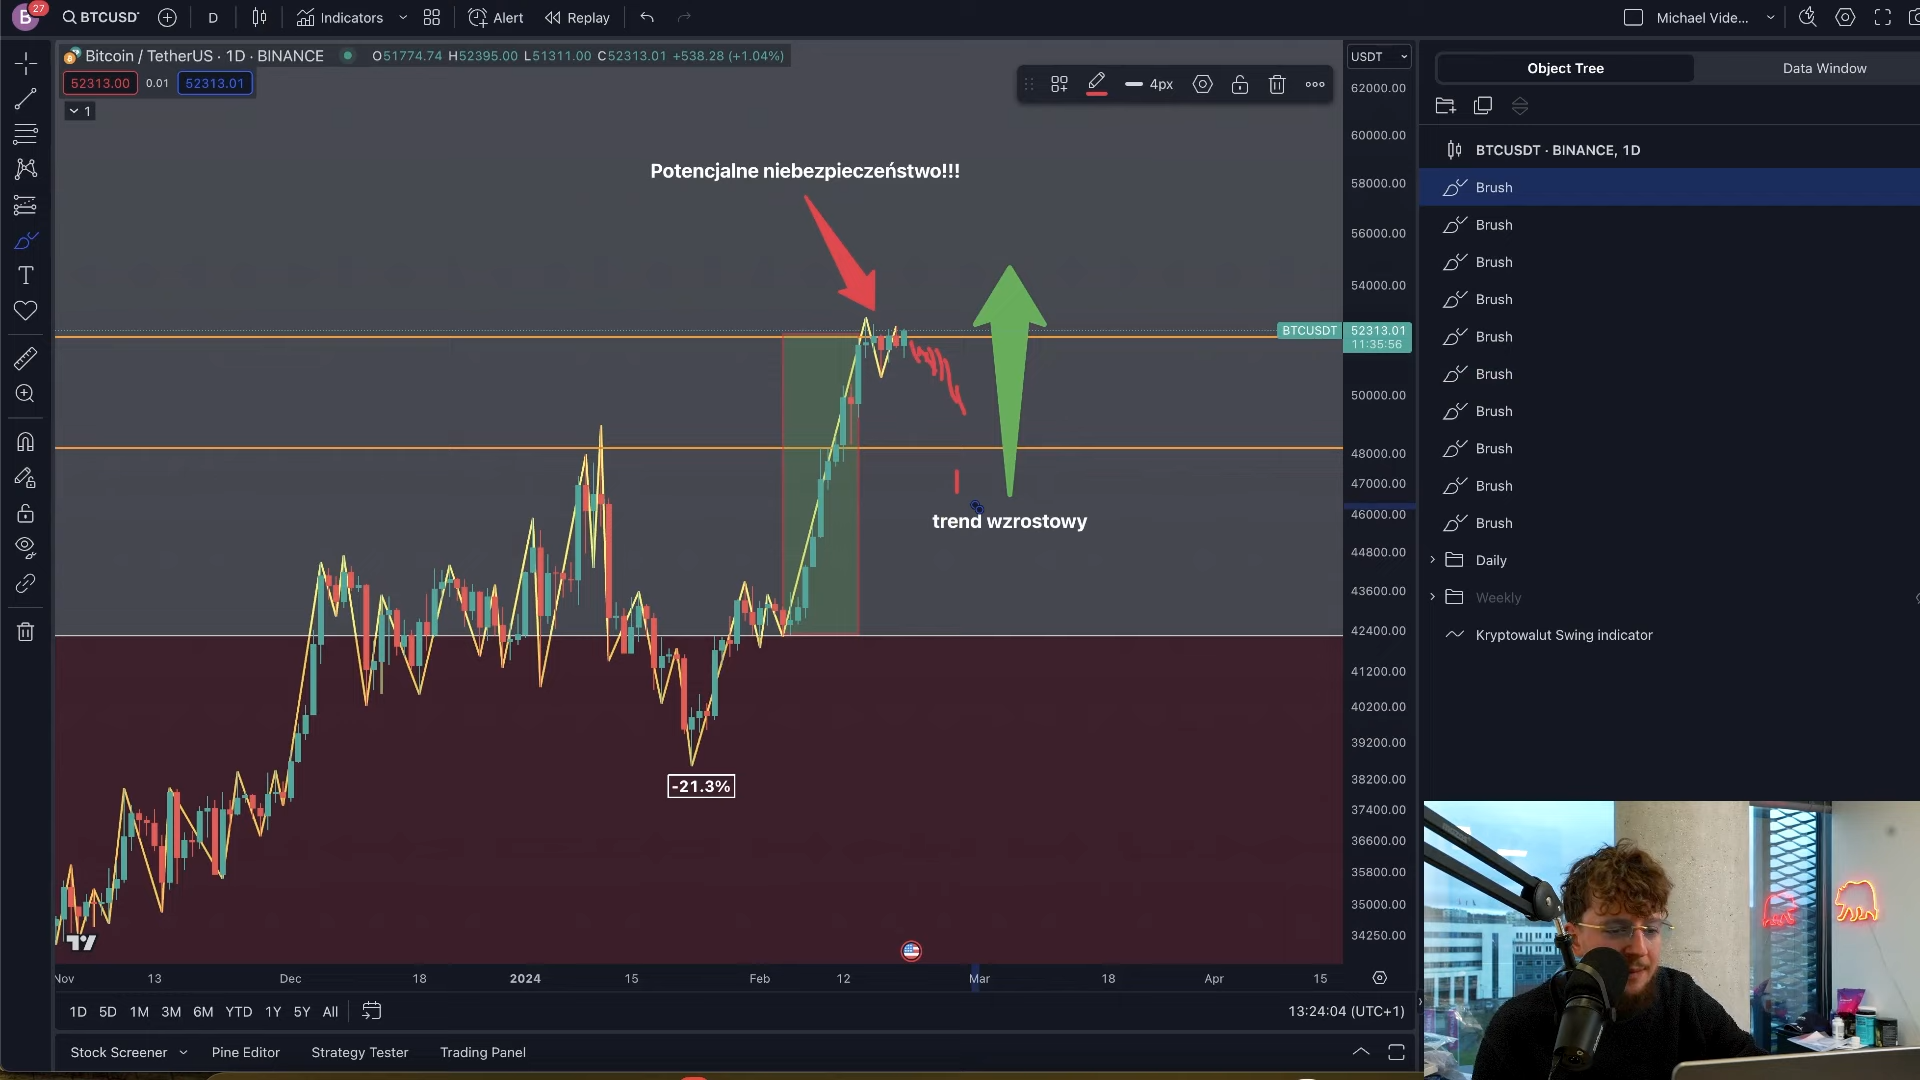 27
B
BTCUSD
D
Indicators
Alert
Replay
Michael Vide...
Bitcoin / TetherUS · 1D · BINANCE
O51774.74 H52395.00 L51311.00 C52313.01 +538.28 (+1.04%)
52313.00
0.01
52313.01
1
4px
USDT
Object Tree
Data Window
BTCUSDT · BINANCE, 1D
Brush
Brush
Brush
Brush
Brush
Brush
Brush
Brush
Brush
Brush
Daily
Weekly
Kryptowalut Swing indicator
Potencjalne niebezpieczeństwo!!!
trend wzrostowy
-21.3%
62000.00
60000.00
58000.00
56000.00
54000.00
BTCUSDT
52313.01
11:35:56
50000.00
48000.00
47000.00
46000.00
44800.00
43600.00
42400.00
41200.00
40200.00
39200.00
38200.00
37400.00
36600.00
35800.00
35000.00
34250.00
Nov 13 Dec 18 2024 15 Feb 12 Mar 18 Apr 15
1D 5D 1M 3M 6M YTD 1Y 5Y All
13:24:04 (UTC+1)
Stock Screener
Pine Editor
Strategy Tester
Trading Panel